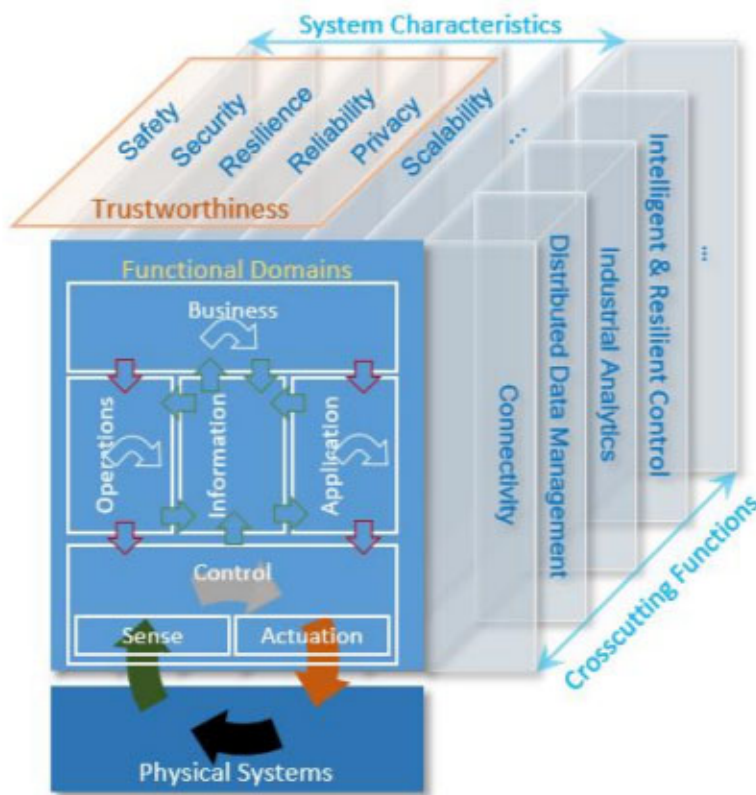 System Characteristics
Safety
Security
Resilience
Reliability
Privacy
Scalability
...
Trustworthiness
Functional Domains
Business
Operations
Information
Application
Control
Sense
Actuation
Physical Systems
Connectivity
Distributed Data Management
Industrial Analytics
Intelligent & Resilient Control
...
Crosscutting Functions